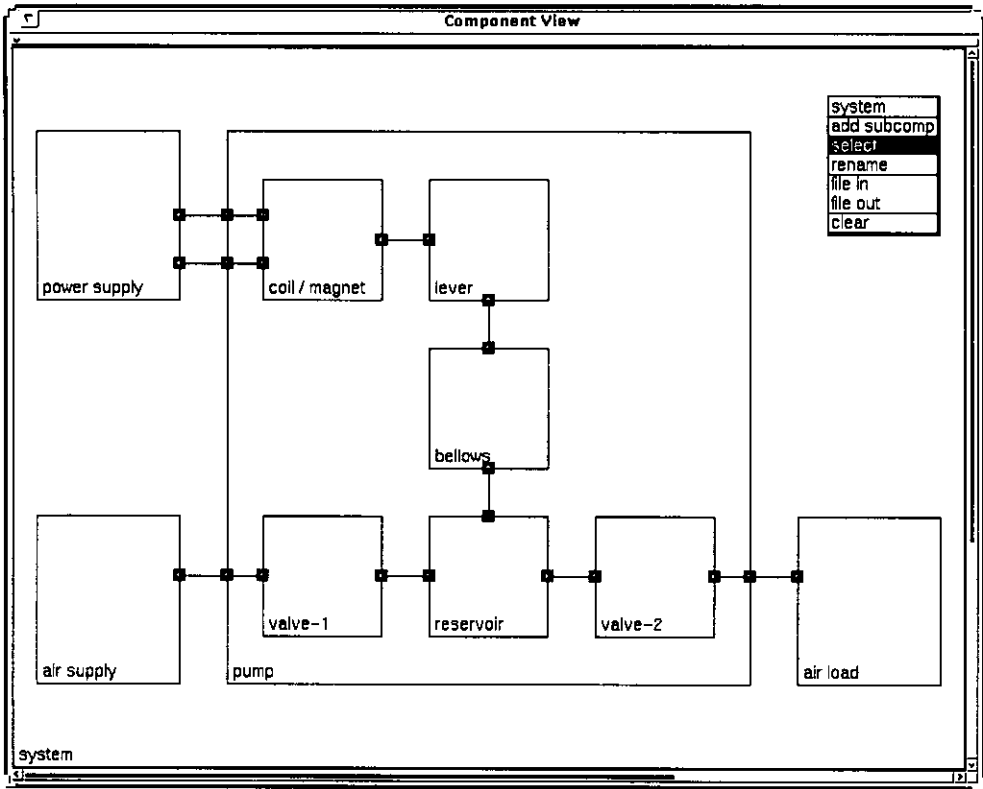 Component View
system
add subcomp
select
rename
file in
file out
clear
power supply
coil / magnet
lever
bellows
valve-1
reservoir
valve-2
air supply
pump
air load
system